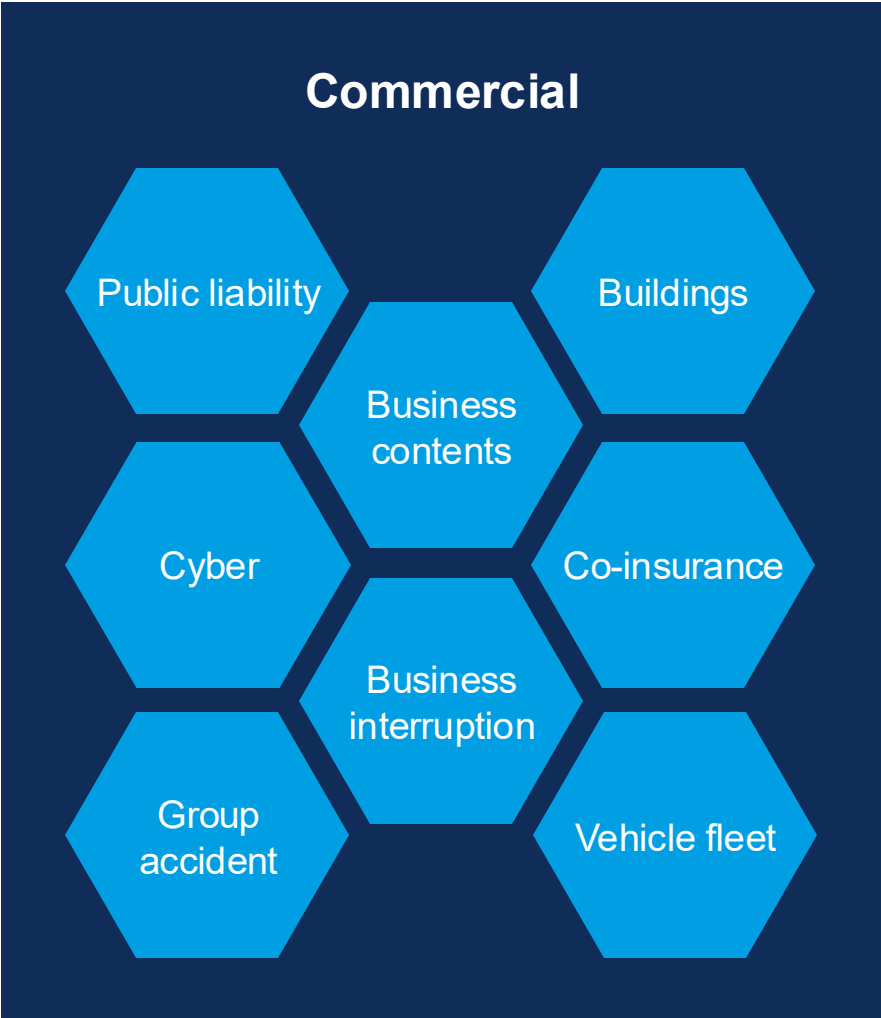 Commercial
Public liability
Buildings
Business
contents
Cyber
Co-insurance
Business
interruption
Group
accident
Vehicle fleet